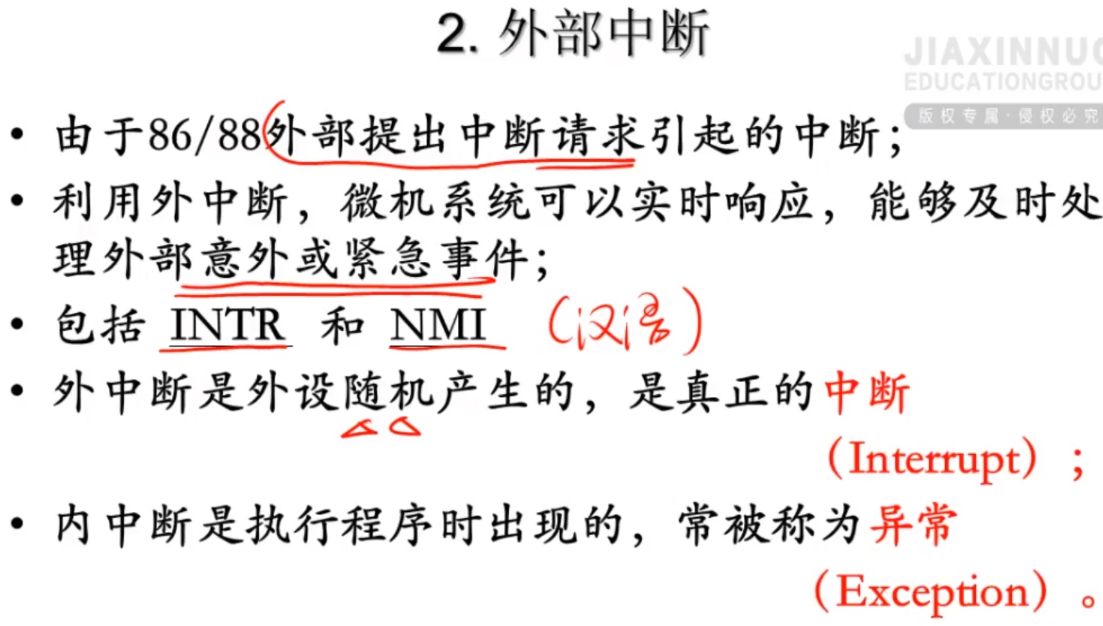 2. 外部中断
JIAXINNUO
EDUCATIONGROU
版权专属·侵权必究
• 由于86/88外部提出中断请求引起的中断；
• 利用外中断，微机系统可以实时响应，能够及时处
理外部意外或紧急事件；
• 包括 INTR 和 NMI （汉语）
• 外中断是外设随机产生的，是真正的中断
（Interrupt）；
• 内中断是执行程序时出现的，常被称为异常
（Exception）。